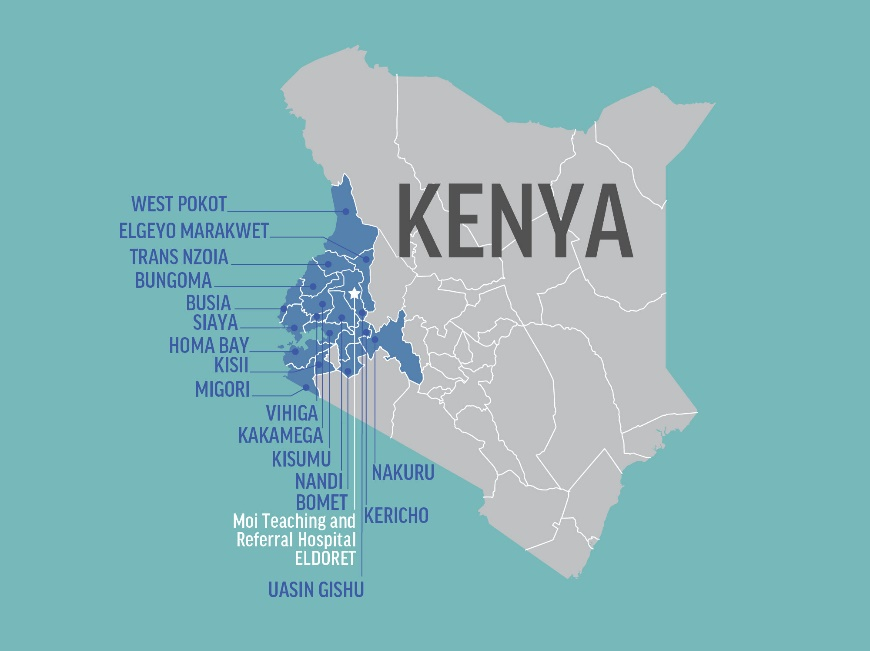 KENYA
WEST POKOT
ELGEYO MARAKWET
TRANS NZOIA
BUNGOMA
BUSIA
SIAYA
HOMA BAY
KISII
MIGORI
VIHIGA
KAKAMEGA
KISUMU
NAKURU
NANDI
BOMET
KERICHO
Moi Teaching and
Referral Hospital
ELDORET
UASIN GISHU